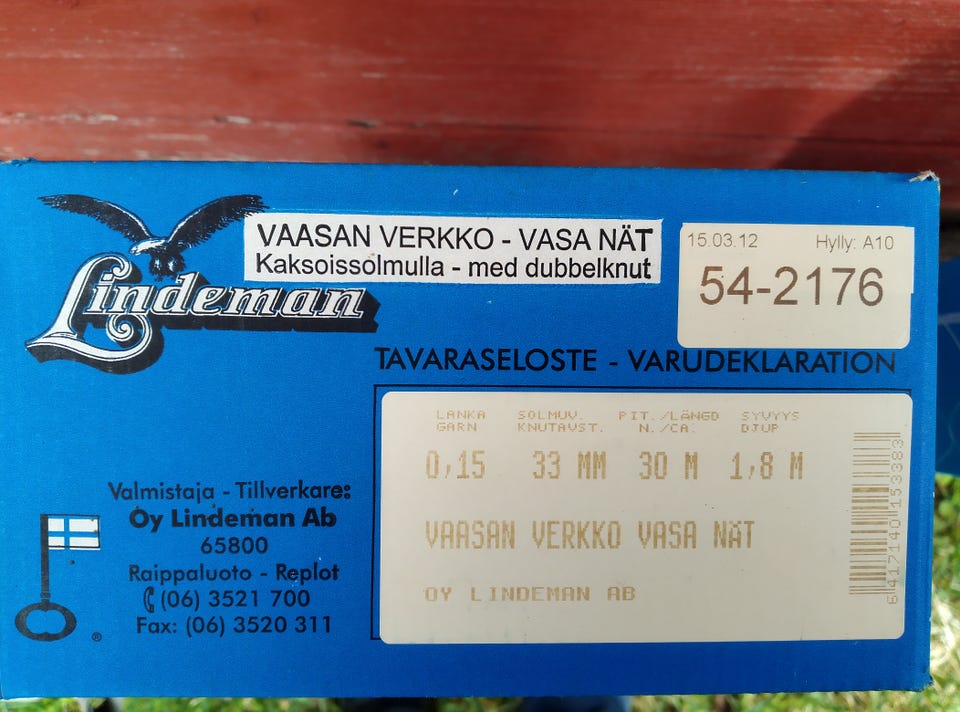 Lindeman
VAASAN VERKKO - VASA NÄT
Kaksoissolmulla - med dubbelknut
15.03.12 Hylly: A10
54-2176
TAVARASELOSTE - VARUDEKLARATION
LANKA SOLMUV. PIT./LÄNGD SYVYYS
GARN KNUTAVST. N./CA. DJUP
0,15 33 MM 30 M 1,8 M
VAASAN VERKKO VASA NÄT
OY LINDEMAN AB
6417140153383
Valmistaja - Tillverkare:
Oy Lindeman Ab
65800
Raippaluoto - Replot
(06) 3521 700
Fax: (06) 3520 311
®